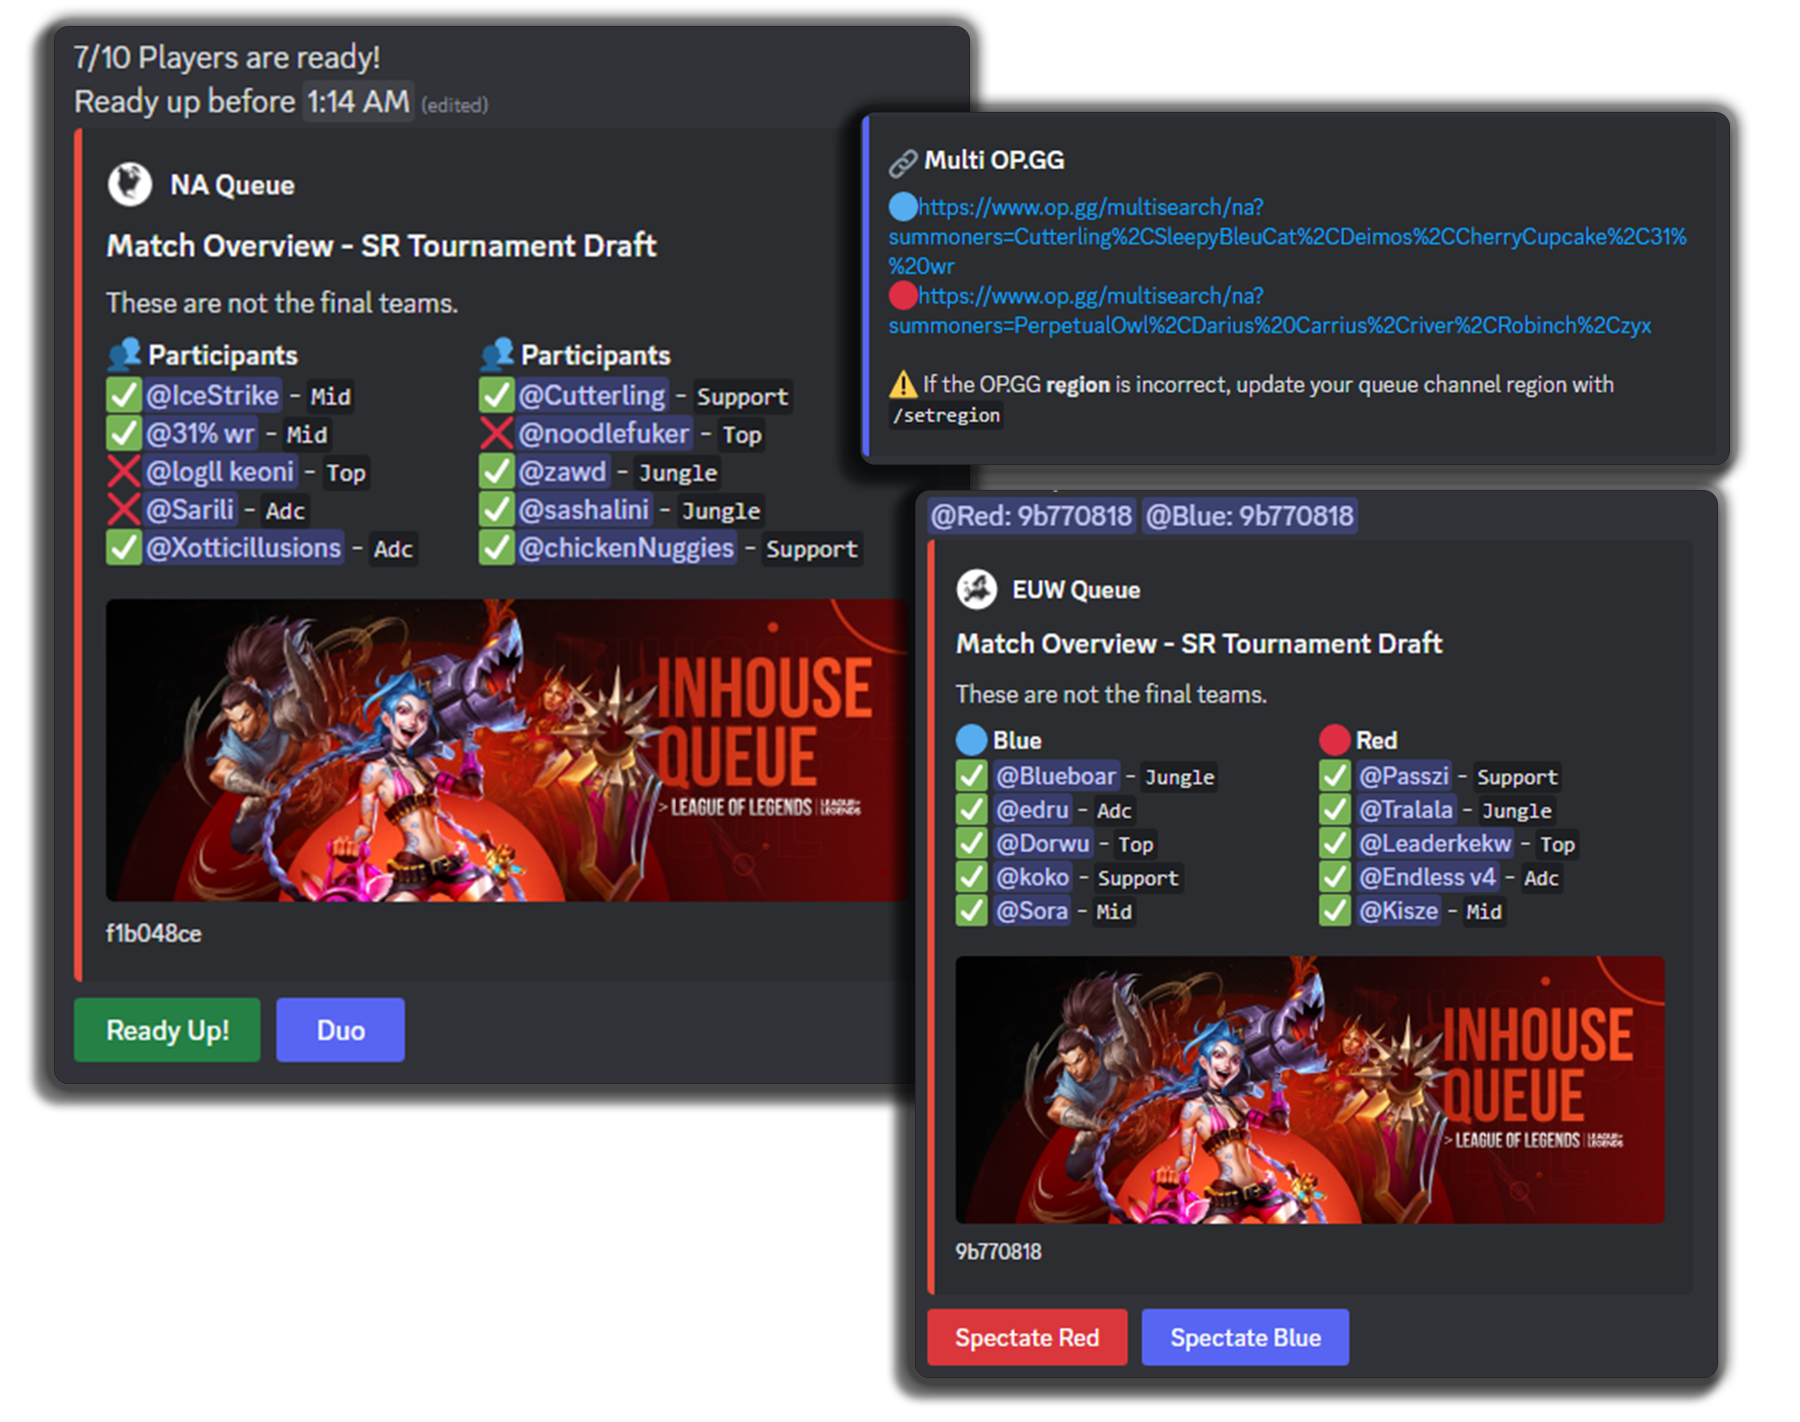 7/10 Players are ready!
Ready up before 1:14 AM (edited)
NA Queue
Match Overview - SR Tournament Draft
These are not the final teams.
Participants
@IceStrike - Mid
@31% wr - Mid
@logll keoni - Top
@Sarili - Adc
@Xotticillusions - Adc
Participants
@Cutterling - Support
@noodlefuker - Top
@zawd - Jungle
@sashalini - Jungle
@chickenNuggies - Support
INHOUSE
QUEUE
> LEAGUE OF LEGENDS | LEAGUE OF LEGENDS
f1b048ce
Ready Up! Duo
Multi OP.GG
https://www.op.gg/multisearch/na?
summoners=Cutterling%2CSleepyBleuCat%2CDeimos%2CCherryCupcake%2C31%
%20wr
https://www.op.gg/multisearch/na?
summoners=PerpetualOwl%2CDarius%20Carrius%2Criver%2CRobinch%2Czyx
If the OP.GG region is incorrect, update your queue channel region with
/setregion
@Red: 9b770818 @Blue: 9b770818
EUW Queue
Match Overview - SR Tournament Draft
These are not the final teams.
Blue
@Blueboar - Jungle
@edru - Adc
@Dorwu - Top
@koko - Support
@Sora - Mid
Red
@Passzi - Support
@Tralala - Jungle
@Leaderkekw - Top
@Endless v4 - Adc
@Kisze - Mid
INHOUSE
QUEUE
> LEAGUE OF LEGENDS | LEAGUE OF LEGENDS
9b770818
Spectate Red Spectate Blue